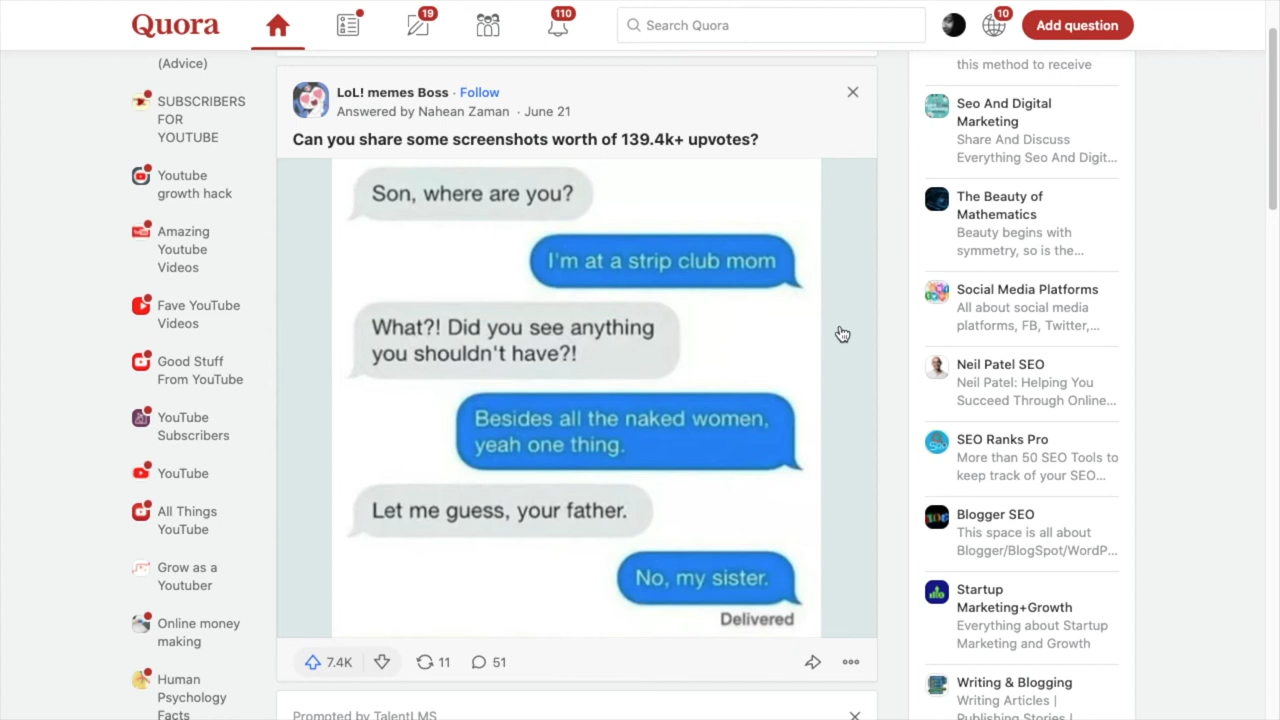 Quora
19
110
Search Quora
10
Add question
(Advice)
SUBSCRIBERS
FOR
YOUTUBE
Youtube
growth hack
Amazing
Youtube
Videos
Fave YouTube
Videos
Good Stuff
From YouTube
YouTube
Subscribers
YouTube
All Things
YouTube
Grow as a
Youtuber
Online money
making
Human
Psychology
Facts
LoL! memes Boss · Follow
Answered by Nahean Zaman · June 21
Can you share some screenshots worth of 139.4k+ upvotes?
Son, where are you?
I'm at a strip club mom
What?! Did you see anything
you shouldn't have?!
Besides all the naked women,
yeah one thing.
Let me guess, your father.
No, my sister.
Delivered
7.4K
11
51
Promoted by TalentLMS
this method to receive
Seo And Digital
Marketing
Share And Discuss
Everything Seo And Digit...
The Beauty of
Mathematics
Beauty begins with
symmetry, so is the...
Social Media Platforms
All about social media
platforms, FB, Twitter,...
Neil Patel SEO
Neil Patel: Helping You
Succeed Through Online...
SEO Ranks Pro
More than 50 SEO Tools to
keep track of your SEO...
Blogger SEO
This space is all about
Blogger/BlogSpot/WordP...
Startup
Marketing+Growth
Everything about Startup
Marketing and Growth
Writing & Blogging
Writing Articles |
Publishing Stories |